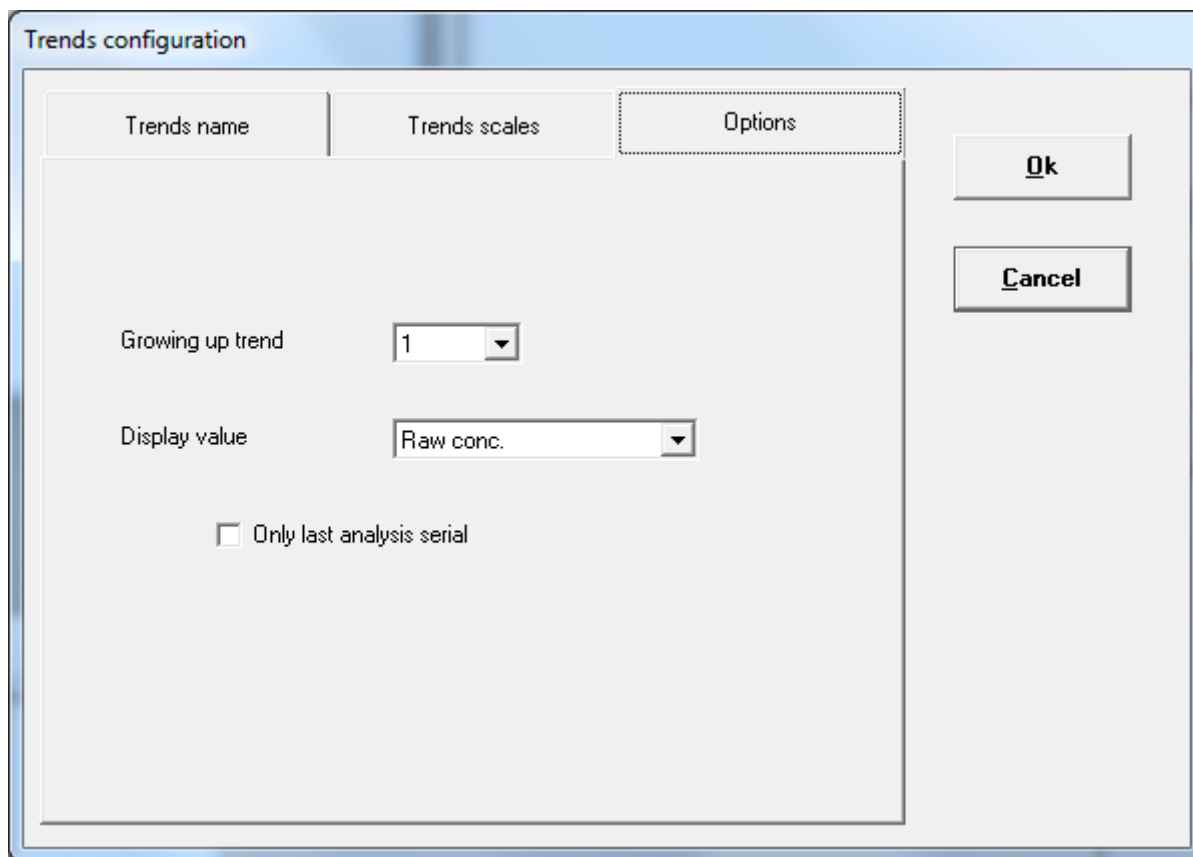 Trends configuration
Trends name
Trends scales
Options
Ok
Cancel
Growing up trend
1
Display value
Raw conc.
Only last analysis serial